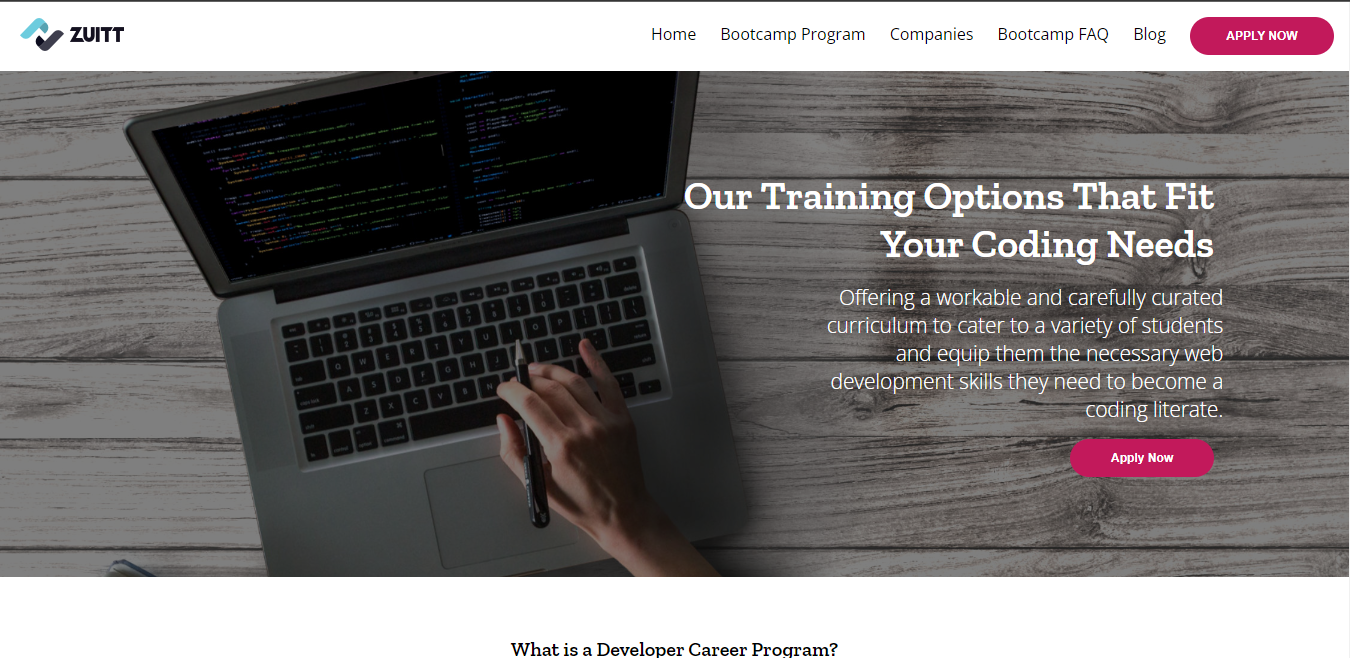 ZUITT
Home Bootcamp Program Companies Bootcamp FAQ Blog APPLY NOW
Our Training Options That Fit
Your Coding Needs
Offering a workable and carefully curated
curriculum to cater to a variety of students
and equip them the necessary web
development skills they need to become a
coding literate.
Apply Now
What is a Developer Career Program?